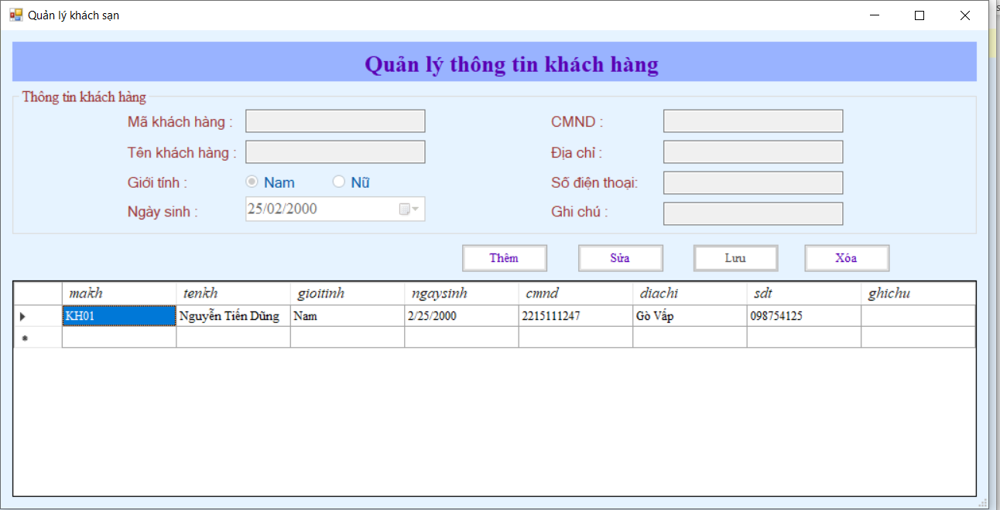 Quản lý khách sạn
Quản lý thông tin khách hàng
Thông tin khách hàng
Mã khách hàng :
CMND :
Tên khách hàng :
Địa chỉ :
Giới tính : Nam Nữ
Số điện thoại:
Ngày sinh : 25/02/2000
Ghi chú :
Thêm Sửa Lưu Xóa
makh tenkh gioitinh ngaysinh cmnd diachi sdt ghichu
KH01 Nguyễn Tiến Dũng Nam 2/25/2000 2215111247 Gò Vấp 098754125